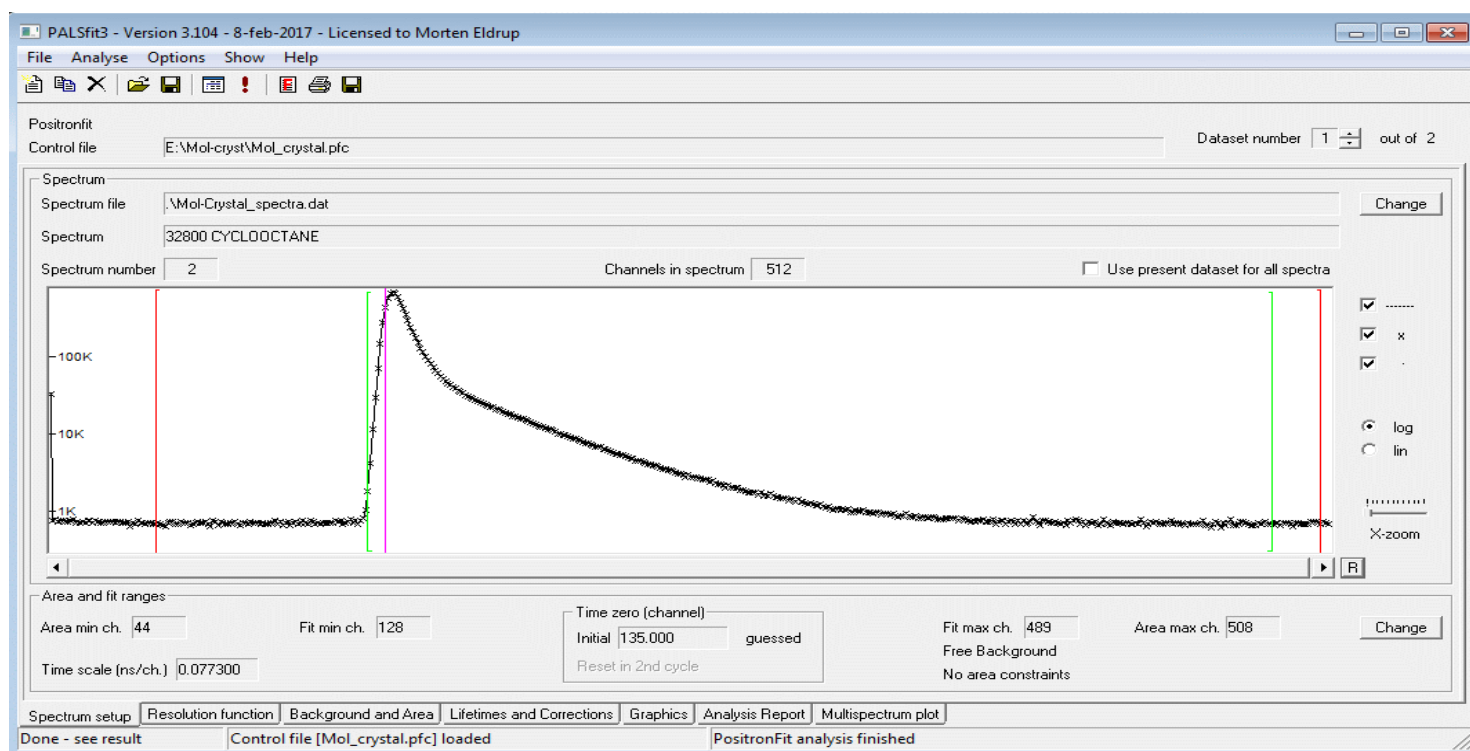 PALSfit3 - Version 3.104 - 8-feb-2017 - Licensed to Morten Eldrup
File Analyse Options Show Help
Positronfit
Control file E:\Mol-cryst\Mol_crystal.pfc Dataset number 1 out of 2
Spectrum
Spectrum file .\Mol-Crystal_spectra.dat Change
Spectrum 32800 CYCLOOCTANE
Spectrum number 2 Channels in spectrum 512 Use present dataset for all spectra
-------
x
100K
.
10K
log
lin
1K
X-zoom
R
Area and fit ranges
Time zero (channel)
Area min ch. 44 Fit min ch. 128 Initial 135.000 guessed Fit max ch. 489 Area max ch. 508 Change
Free Background
Time scale (ns/ch.) 0.077300 Reset in 2nd cycle No area constraints
Spectrum setup Resolution function Background and Area Lifetimes and Corrections Graphics Analysis Report Multispectrum plot
Done - see result Control file [Mol_crystal.pfc] loaded PositronFit analysis finished